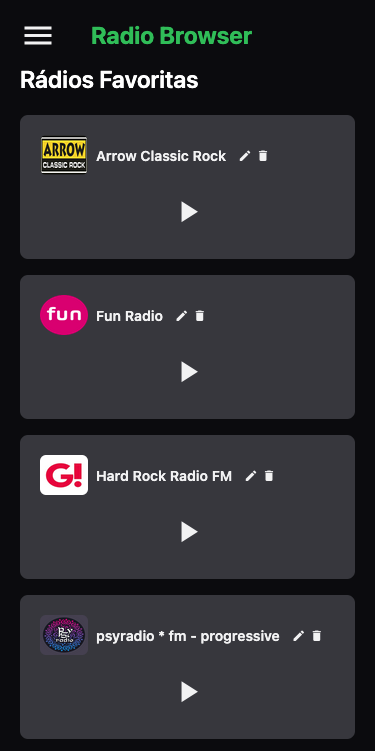 Radio Browser
Rádios Favoritas
ARROW
CLASSIC ROCK
Arrow Classic Rock
fun
Fun Radio
G!
Hard Rock Radio FM
radio
psyradio * fm - progressive